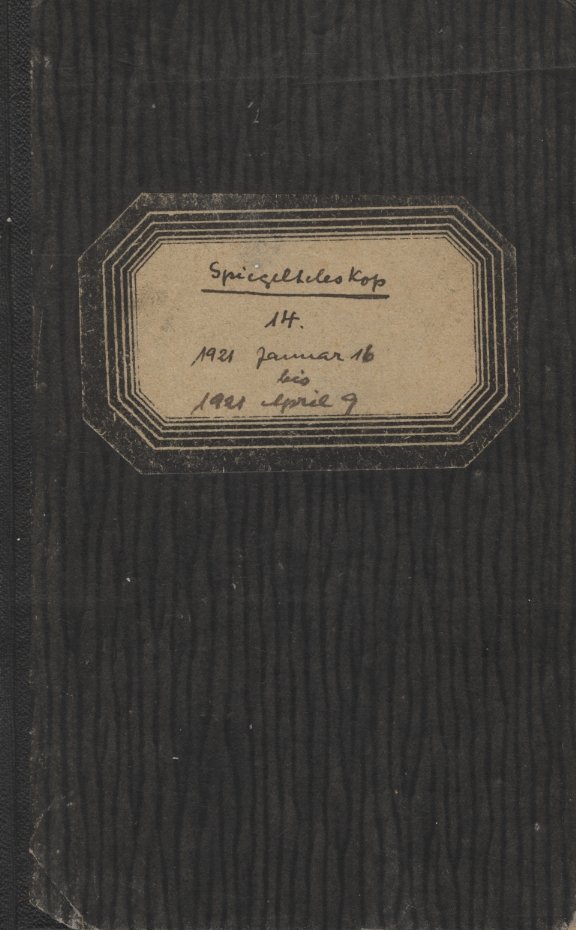 Spiegelteleskop
14.
1921 Januar 16
bis
1921 April 9